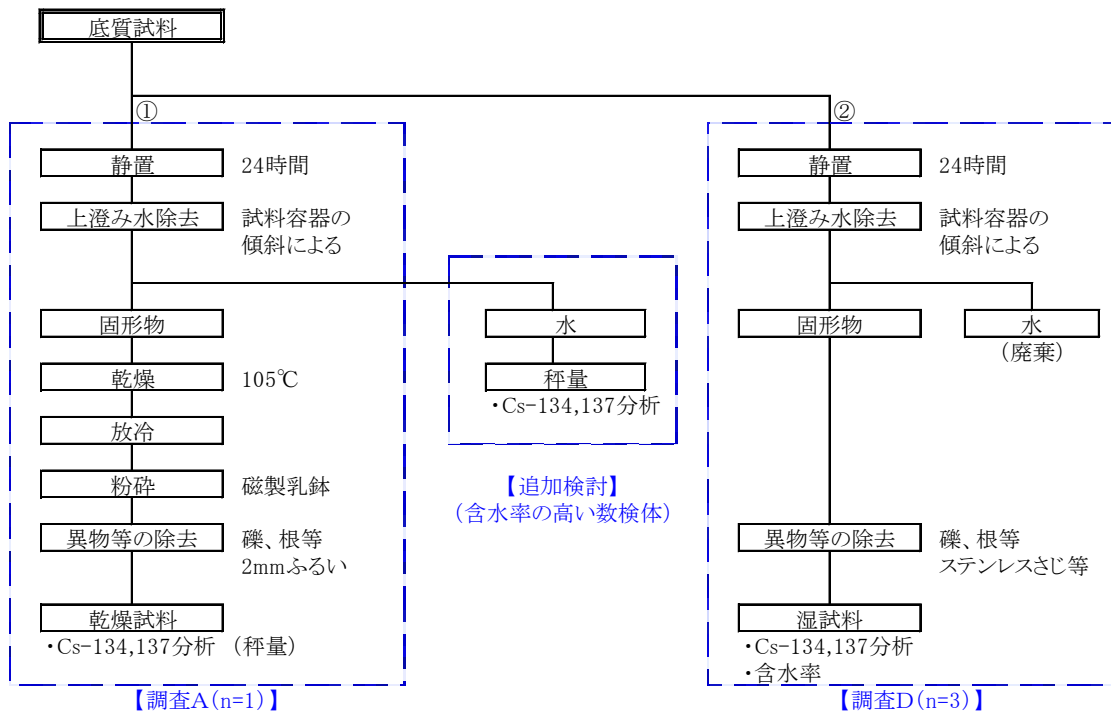 底質試料
①
静置
24時間
上澄み水除去
試料容器の
傾斜による
固形物
乾燥
105℃
放冷
粉砕
磁製乳鉢
異物等の除去
礫、根等
2mmふるい
乾燥試料
・Cs-134,137分析 (秤量)
【調査A(n=1)】
水
秤量
・Cs-134,137分析
【追加検討】
(含水率の高い数検体)
②
静置
24時間
上澄み水除去
試料容器の
傾斜による
固形物
水
(廃棄)
異物等の除去
礫、根等
ステンレスさじ等
湿試料
・Cs-134,137分析
・含水率
【調査D(n=3)】